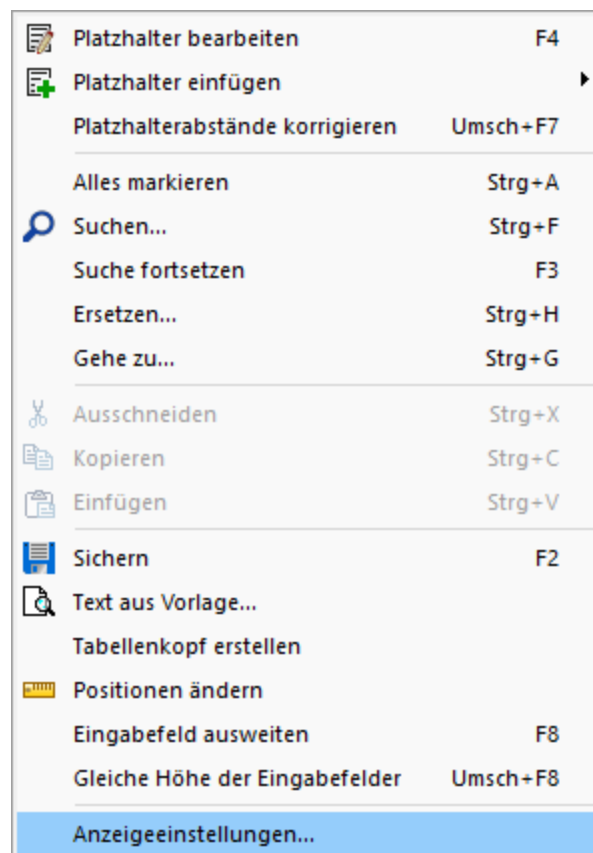 Platzhalter bearbeiten F4
Platzhalter einfügen
Platzhalterabstände korrigieren Umsch+F7
Alles markieren Strg+A
Suchen... Strg+F
Suche fortsetzen F3
Ersetzen... Strg+H
Gehe zu... Strg+G
Ausschneiden Strg+X
Kopieren Strg+C
Einfügen Strg+V
Sichern F2
Text aus Vorlage...
Tabellenkopf erstellen
Positionen ändern
Eingabefeld ausweiten F8
Gleiche Höhe der Eingabefelder Umsch+F8
Anzeigeeinstellungen...